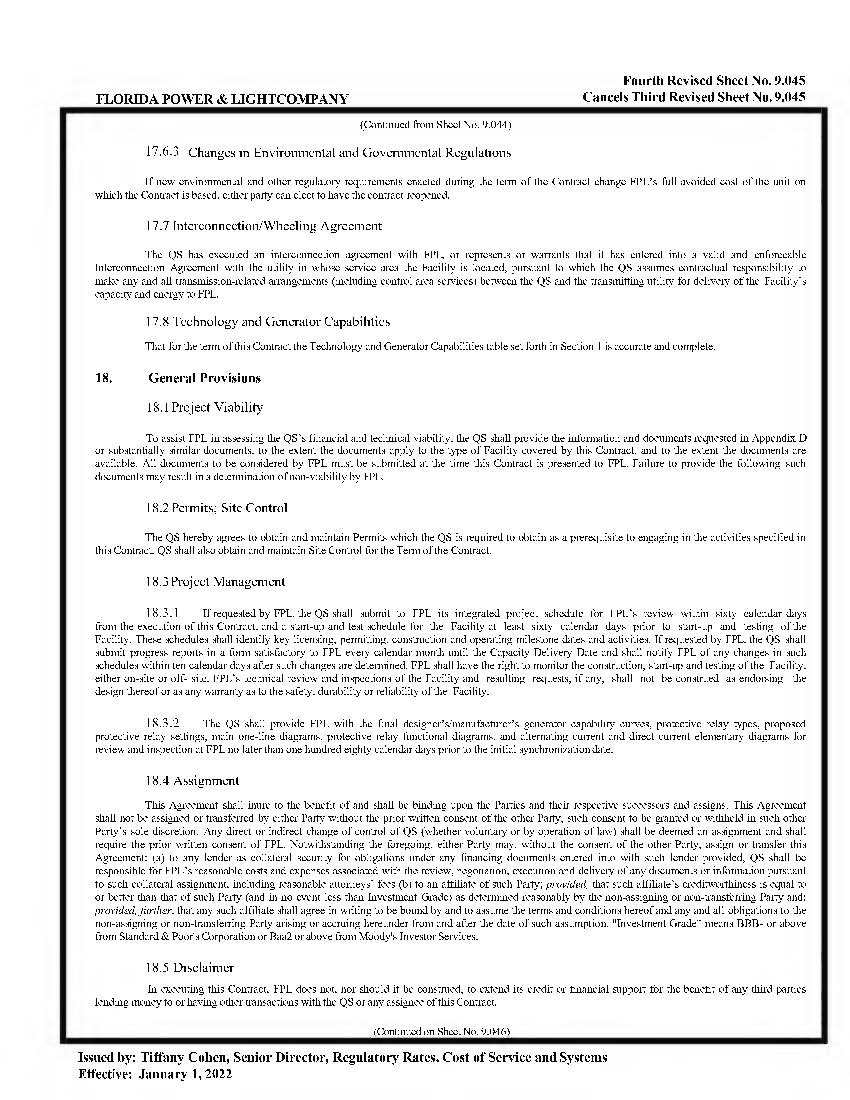 Fourth Revised Sheet No. 9.045
FLORIDA POWER & LIGHTCOMPANY
Cancels Third Revised Sheet No. 9.045
(Continued from Sheet No. 9.044)
17.6.3 Changes in Environmental and Governmental Regulations
If new environmental and other regulatory requirements enacted during the term of the Contract change FPL's full avoided cost of the unit on
which the Contract is based, either party can elect to have the contract reopened.
17.7 Interconnection/Wheeling Agreement
The QS has executed an interconnection agreement with FPL, or represents or warrants that it has entered into a valid and enforceable
Interconnection Agreement with the utility in whose service area the Facility is located, pursuant to which the QS assumes contractual responsibility to
make any and all transmission-related arrangements (including control area services) between the QS and the transmitting utility for delivery of the Facility's
capacity and energy to FPL.
17.8 Technology and Generator Capabilities
That for the term of this Contract the Technology and Generator Capabilities table set forth in Section 1 is accurate and complete.
18. General Provisions
18.1 Project Viability
To assist FPL in assessing the QS's financial and technical viability, the QS shall provide the information and documents requested in Appendix D
or substantially similar documents, to the extent the documents apply to the type of Facility covered by this Contract, and to the extent the documents are
available. All documents to be considered by FPL must be submitted at the time this Contract is presented to FPL. Failure to provide the following such
documents may result in a determination of non-viability by FPL.
18.2 Permits; Site Control
The QS hereby agrees to obtain and maintain Permits which the QS is required to obtain as a prerequisite to engaging in the activities specified in
this Contract. QS shall also obtain and maintain Site Control for the Term of the Contract.
18.3 Project Management
18.3.1 If requested by FPL, the QS shall submit to FPL its integrated project schedule for FPL's review within sixty calendar days
from the execution of this Contract, and a start-up and test schedule for the Facility at least sixty calendar days prior to start-up and testing of the
Facility. These schedules shall identify key licensing, permitting, construction and operating milestone dates and activities. If requested by FPL, the QS shall
submit progress reports in a form satisfactory to FPL every calendar month until the Capacity Delivery Date and shall notify FPL of any changes in such
schedules within ten calendar days after such changes are determined. FPL shall have the right to monitor the construction, start-up and testing of the Facility,
either on-site or off- site. FPL's technical review and inspections of the Facility and resulting requests, if any, shall not be construed as endorsing the
design thereof or as any warranty as to the safety, durability or reliability of the Facility.
18.3.2 The QS shall provide FPL with the final designer's/manufacturer's generator capability curves, protective relay types, proposed
protective relay settings, main one-line diagrams, protective relay functional diagrams, and alternating current and direct current elementary diagrams for
review and inspection at FPL no later than one hundred eighty calendar days prior to the initial synchronization date.
18.4 Assignment
This Agreement shall inure to the benefit of and shall be binding upon the Parties and their respective successors and assigns. This Agreement
shall not be assigned or transferred by either Party without the prior written consent of the other Party, such consent to be granted or withheld in such other
Party's sole discretion. Any direct or indirect change of control of QS (whether voluntary or by operation of law) shall be deemed an assignment and shall
require the prior written consent of FPL. Notwithstanding the foregoing, either Party may, without the consent of the other Party, assign or transfer this
Agreement: (a) to any lender as collateral security for obligations under any financing documents entered into with such lender provided, QS shall be
responsible for FPL's reasonable costs and expenses associated with the review, negotiation, execution and delivery of any documents or information pursuant
to such collateral assignment, including reasonable attorneys' fees (b) to an affiliate of such Party; provided, that such affiliate's creditworthiness is equal to
or better than that of such Party (and in no event less than Investment Grade) as determined reasonably by the non-assigning or non-transferring Party and;
provided, further, that any such affiliate shall agree in writing to be bound by and to assume the terms and conditions hereof and any and all obligations to the
non-assigning or non-transferring Party arising or accruing hereunder from and after the date of such assumption. "Investment Grade" means BBB- or above
from Standard & Poor's Corporation or Baa2 or above from Moody's Investor Services.
18.5 Disclaimer
In executing this Contract, FPL does not, nor should it be construed, to extend its credit or financial support for the benefit of any third parties
lending money to or having other transactions with the QS or any assignee of this Contract.
(Continued on Sheet No. 9.046)
Issued by: Tiffany Cohen, Senior Director, Regulatory Rates, Cost of Service and Systems
Effective: January 1, 2022